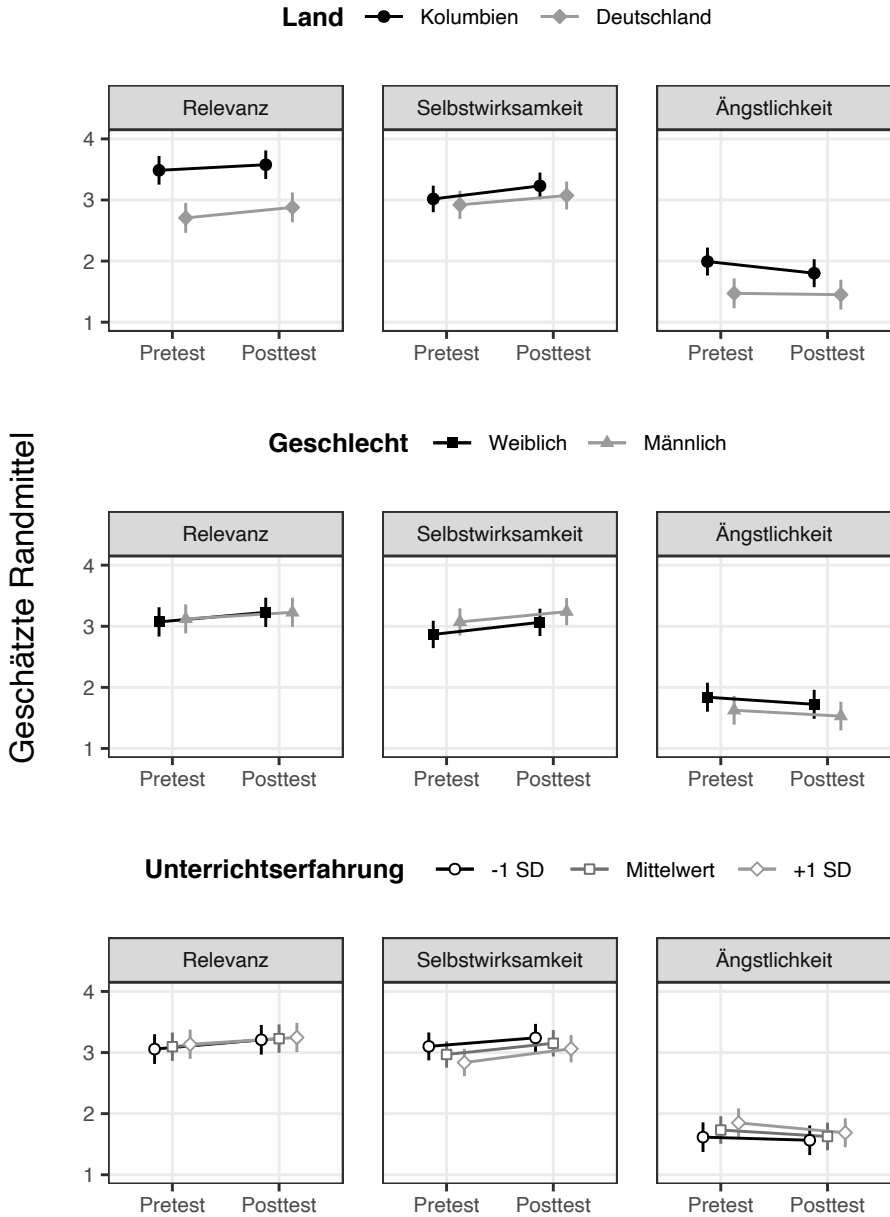 Land Kolumbien Deutschland
Relevanz Selbstwirksamkeit Ängstlichkeit
4
3
2
1
Pretest Posttest Pretest Posttest Pretest Posttest
Geschätzte Randmittel
Geschlecht Weiblich Männlich
Relevanz Selbstwirksamkeit Ängstlichkeit
4
3
2
1
Pretest Posttest Pretest Posttest Pretest Posttest
Unterrichtserfahrung -1 SD Mittelwert +1 SD
Relevanz Selbstwirksamkeit Ängstlichkeit
4
3
2
1
Pretest Posttest Pretest Posttest Pretest Posttest